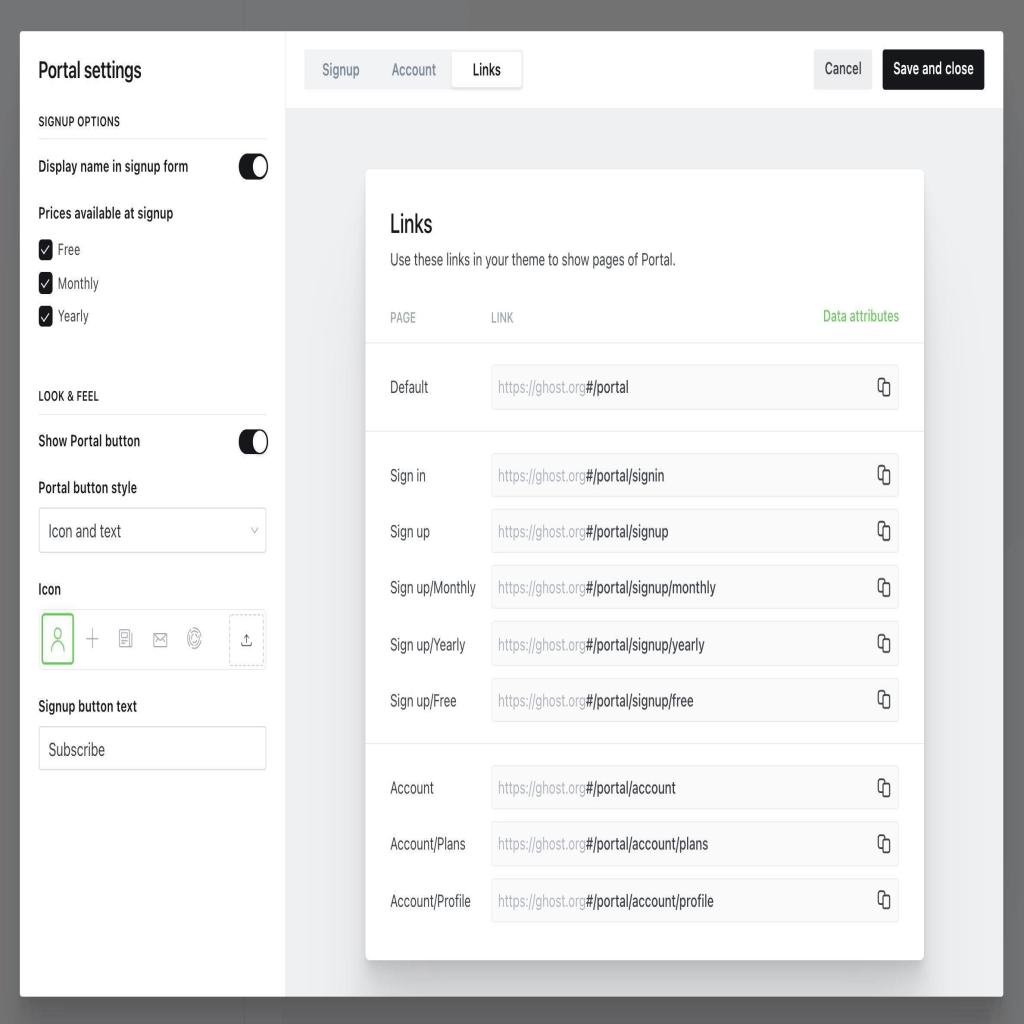 Portal settings
SIGNUP OPTIONS
Display name in signup form
Prices available at signup
Free
Monthly
Yearly
LOOK & FEEL
Show Portal button
Portal button style
Icon and text
Icon
Signup button text
Subscribe
Signup Account Links
Cancel Save and close
Links
Use these links in your theme to show pages of Portal.
PAGE LINK Data attributes
Default https://ghost.org#/portal
Sign in https://ghost.org#/portal/signin
Sign up https://ghost.org#/portal/signup
Sign up/Monthly https://ghost.org#/portal/signup/monthly
Sign up/Yearly https://ghost.org#/portal/signup/yearly
Sign up/Free https://ghost.org#/portal/signup/free
Account https://ghost.org#/portal/account
Account/Plans https://ghost.org#/portal/account/plans
Account/Profile https://ghost.org#/portal/account/profile